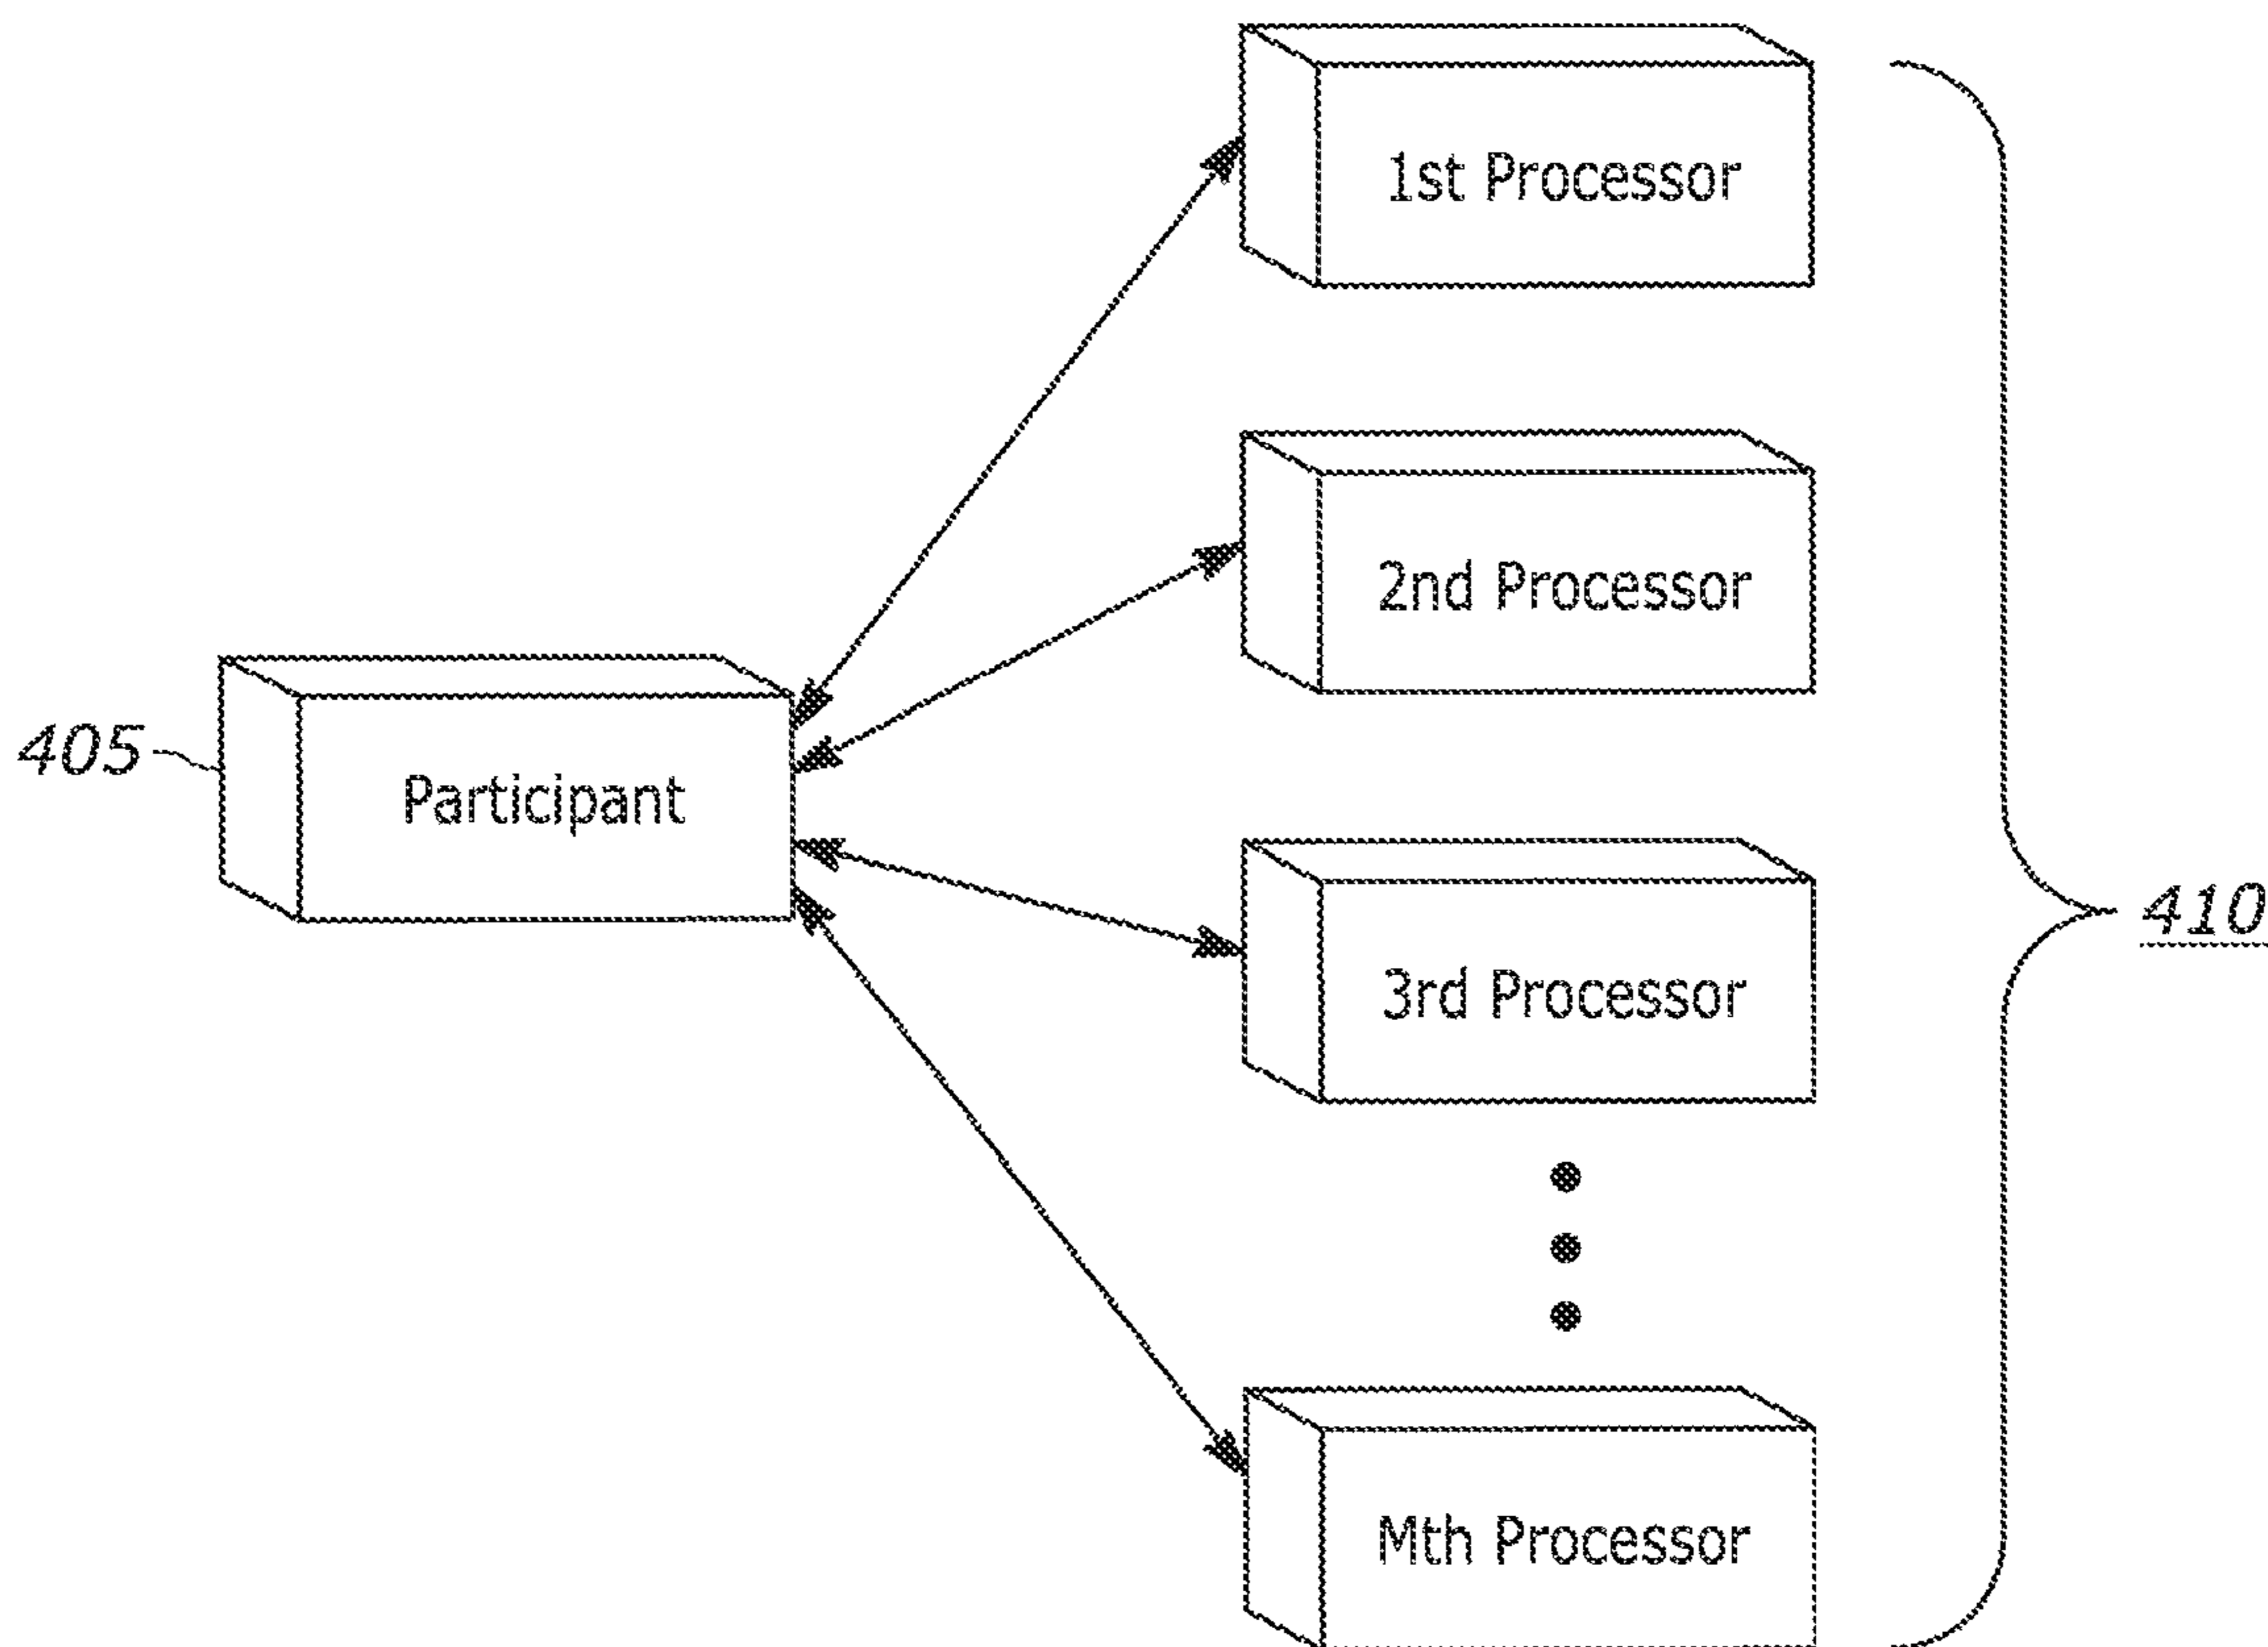 1st Processor
2nd Processor
405
Participant
3rd Processor
410
Mth Processor